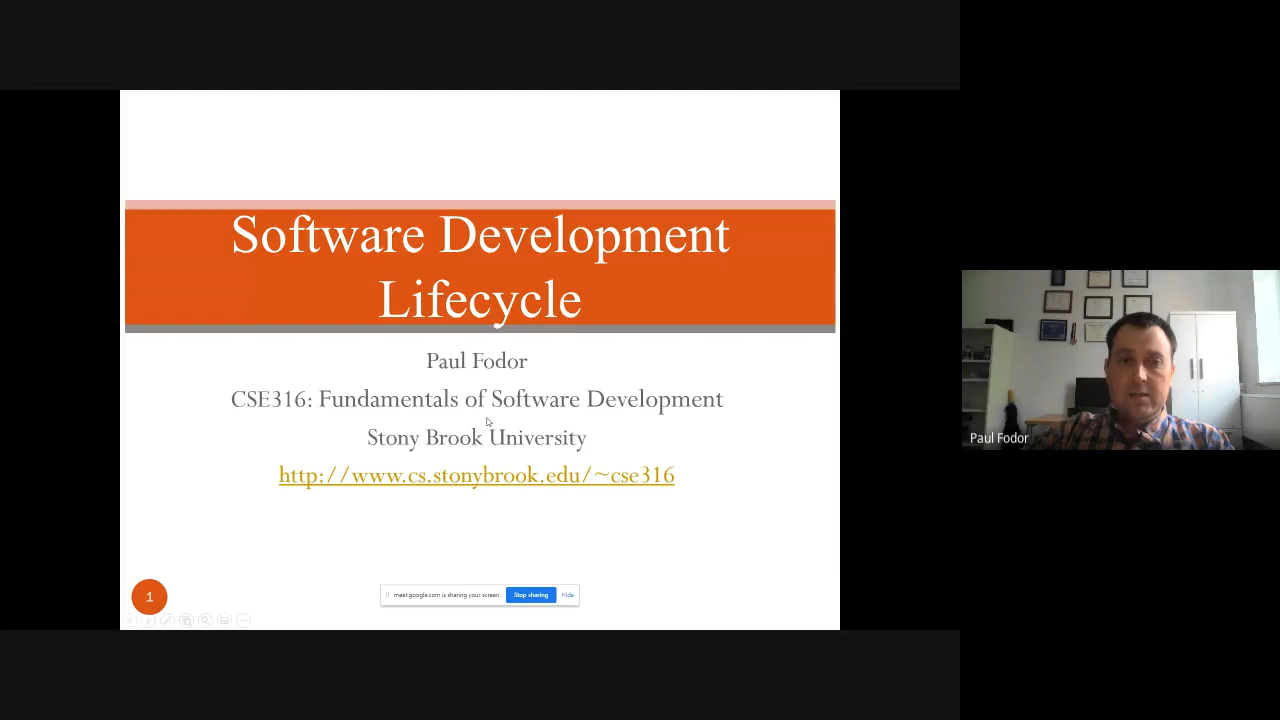 Software Development
Lifecycle
Paul Fodor
CSE316: Fundamentals of Software Development
Stony Brook University
http://www.cs.stonybrook.edu/~cse316
1
meet.google.com is sharing your screen.
Stop sharing
Hide
Paul Fodor